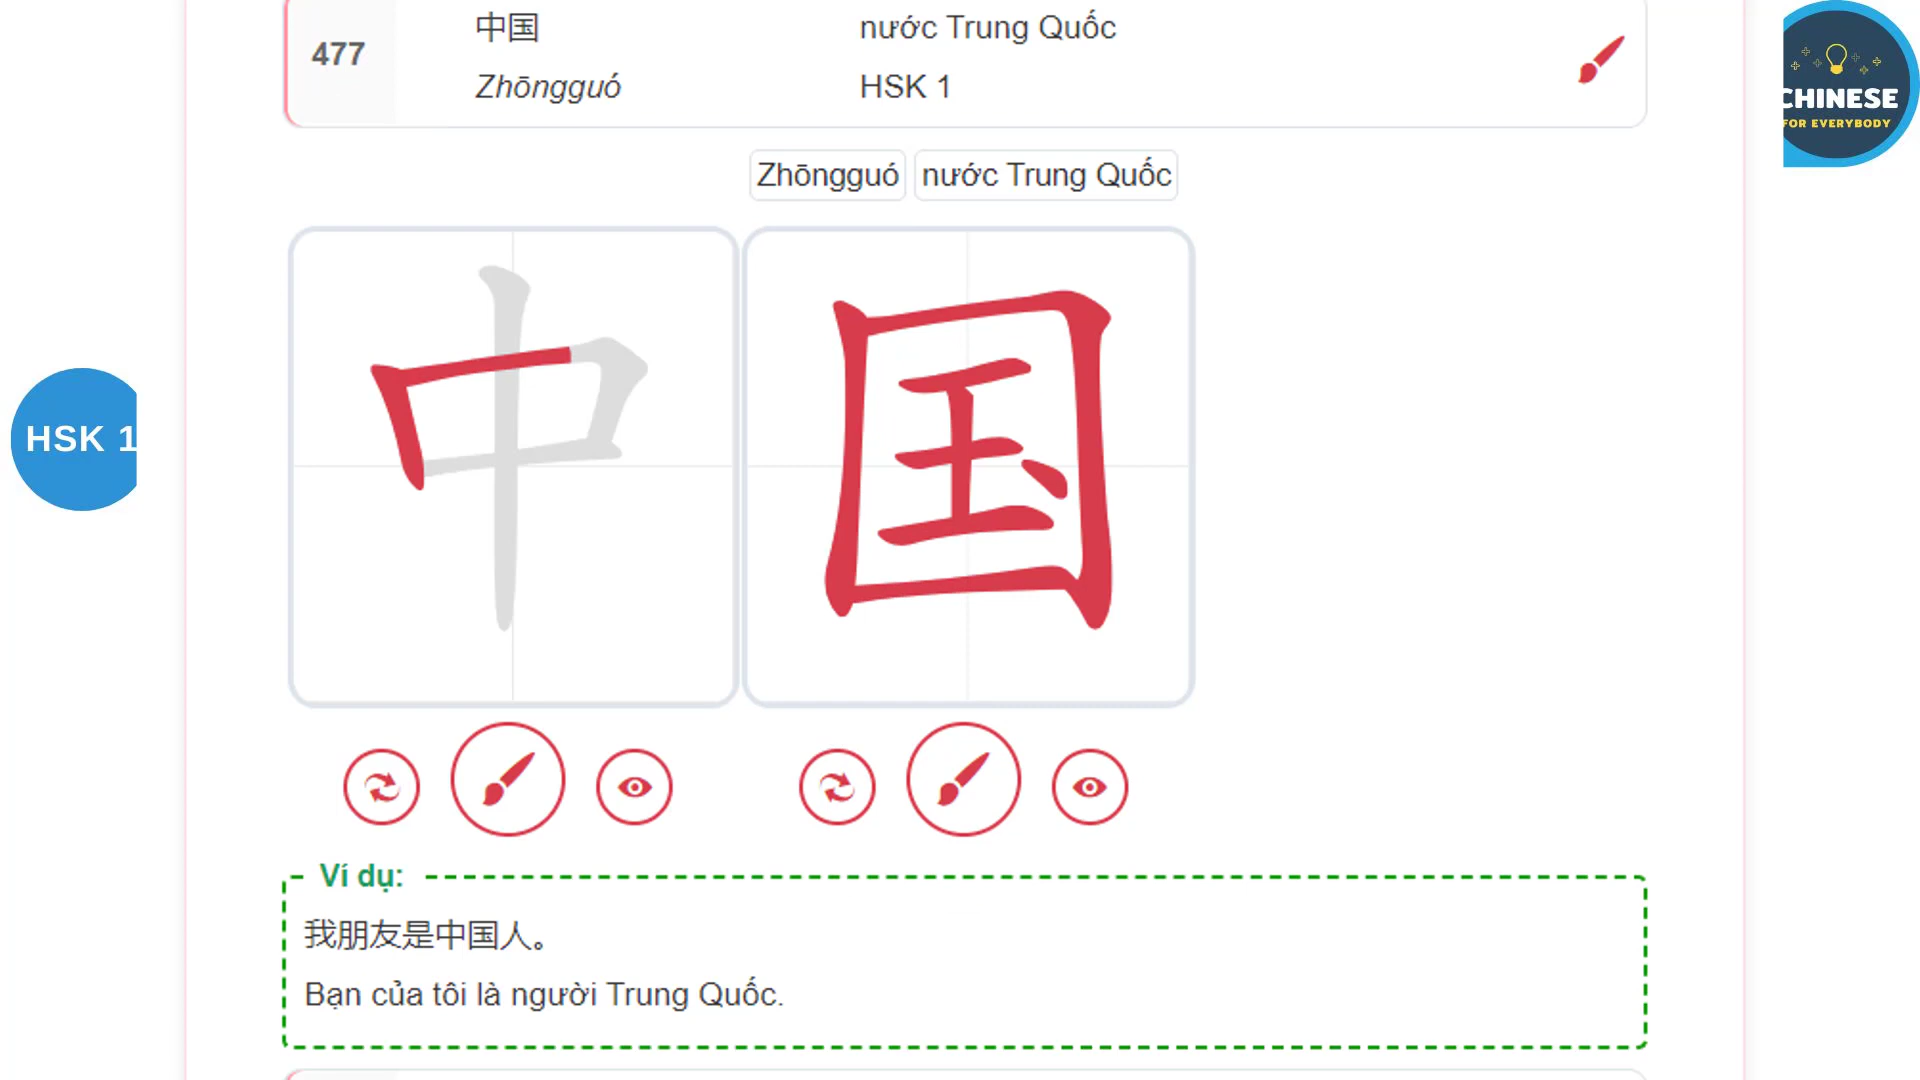 477
中国
nước Trung Quốc
Zhōngguó
HSK 1
CHINESE
FOR EVERYBODY
Zhōngguó
nước Trung Quốc
中国
HSK 1
Ví dụ:
我朋友是中国人。
Bạn của tôi là người Trung Quốc.